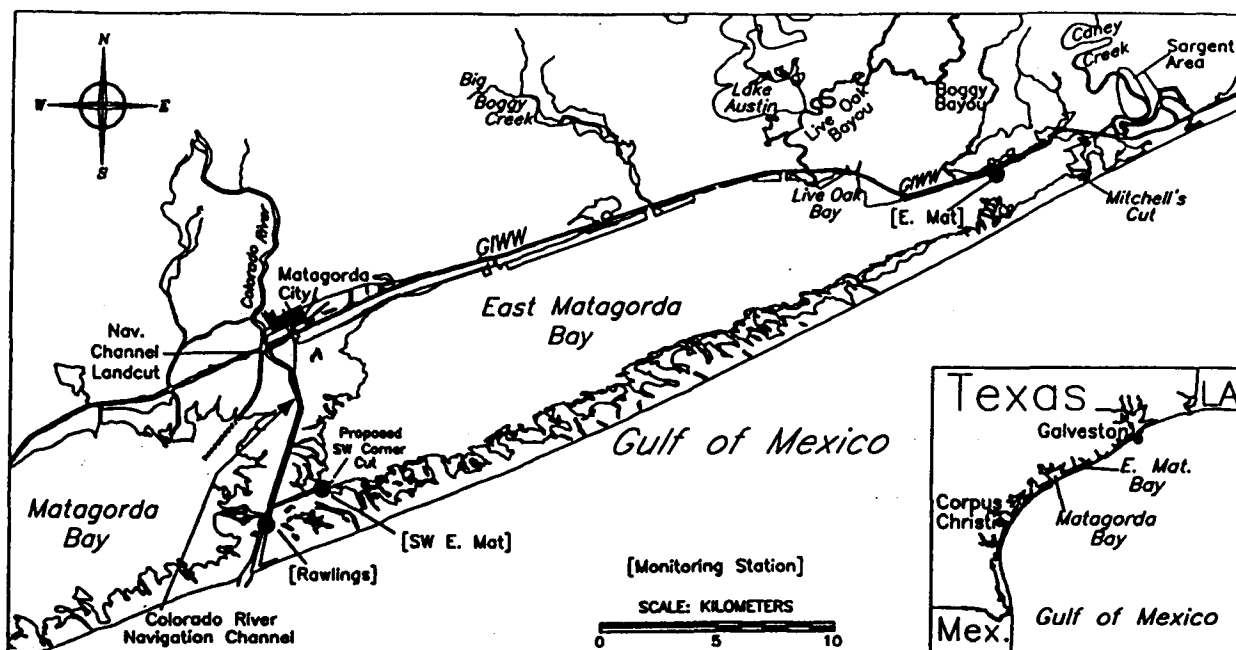 N
W
E
S
Big
Boggy
Creek
Lake
Austin
Live Oak
Bayou
Boggy
Bayou
Caney
Creek
Sargent
Area
GIWW
Live Oak
Bay
[E. Mat]
Mitchell's
Cut
Colorado River
GIWW
Matagorda
City
Nav.
Channel
Landcut
A
East Matagorda
Bay
Gulf of Mexico
Proposed
SW Corner
Cut
Matagorda
Bay
[SW E. Mat]
[Rawlings]
Colorado River
Navigation Channel
[Monitoring Station]
SCALE: KILOMETERS
0 5 10
Texas
LA
Galveston
E. Mat.
Bay
Corpus
Christi
Matagorda
Bay
Gulf of Mexico
Mex.